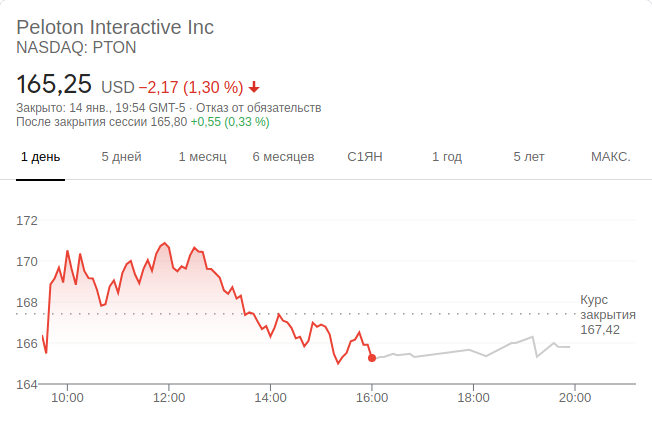 Peloton Interactive Inc
NASDAQ: PTON
165,25 USD −2,17 (1,30 %)
Закрыто: 14 янв., 19:54 GMT-5 · Отказ от обязательств
После закрытия сессии 165,80 +0,55 (0,33 %)
1 день 5 дней 1 месяц 6 месяцев С1ЯН 1 год 5 лет МАКС.
172
170
168
166
164
Курс
закрытия
167,42
10:00 12:00 14:00 16:00 18:00 20:00